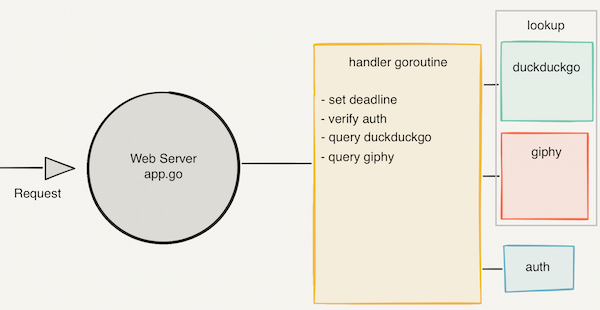 Request
Web Server
app.go
handler goroutine
- set deadline
- verify auth
- query duckduckgo
- query giphy
lookup
duckduckgo
giphy
auth